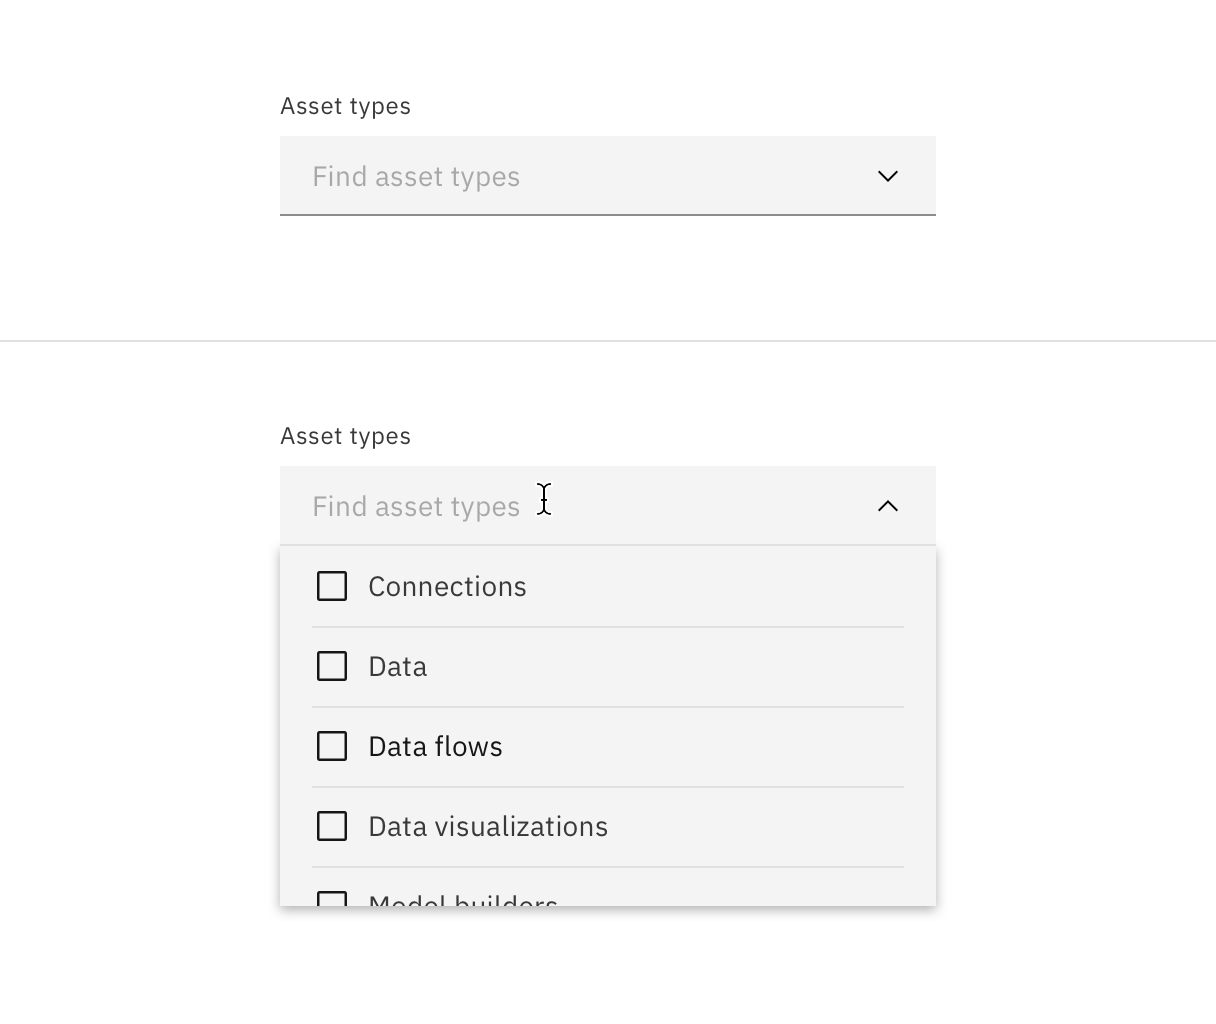 Asset types
Find asset types
Asset types
Find asset types
Connections
Data
Data flows
Data visualizations
Model builders